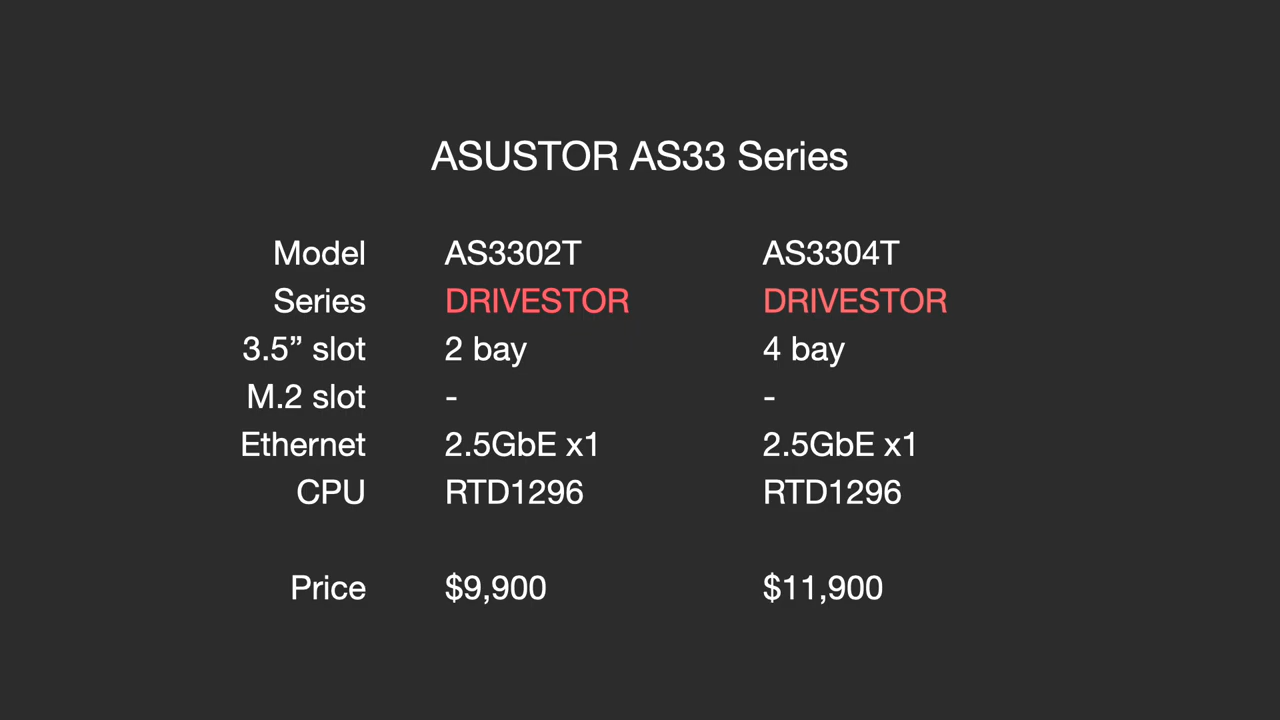 ASUSTOR AS33 Series
Model AS3302T AS3304T
Series DRIVESTOR DRIVESTOR
3.5” slot 2 bay 4 bay
M.2 slot - -
Ethernet 2.5GbE x1 2.5GbE x1
CPU RTD1296 RTD1296
Price $9,900 $11,900